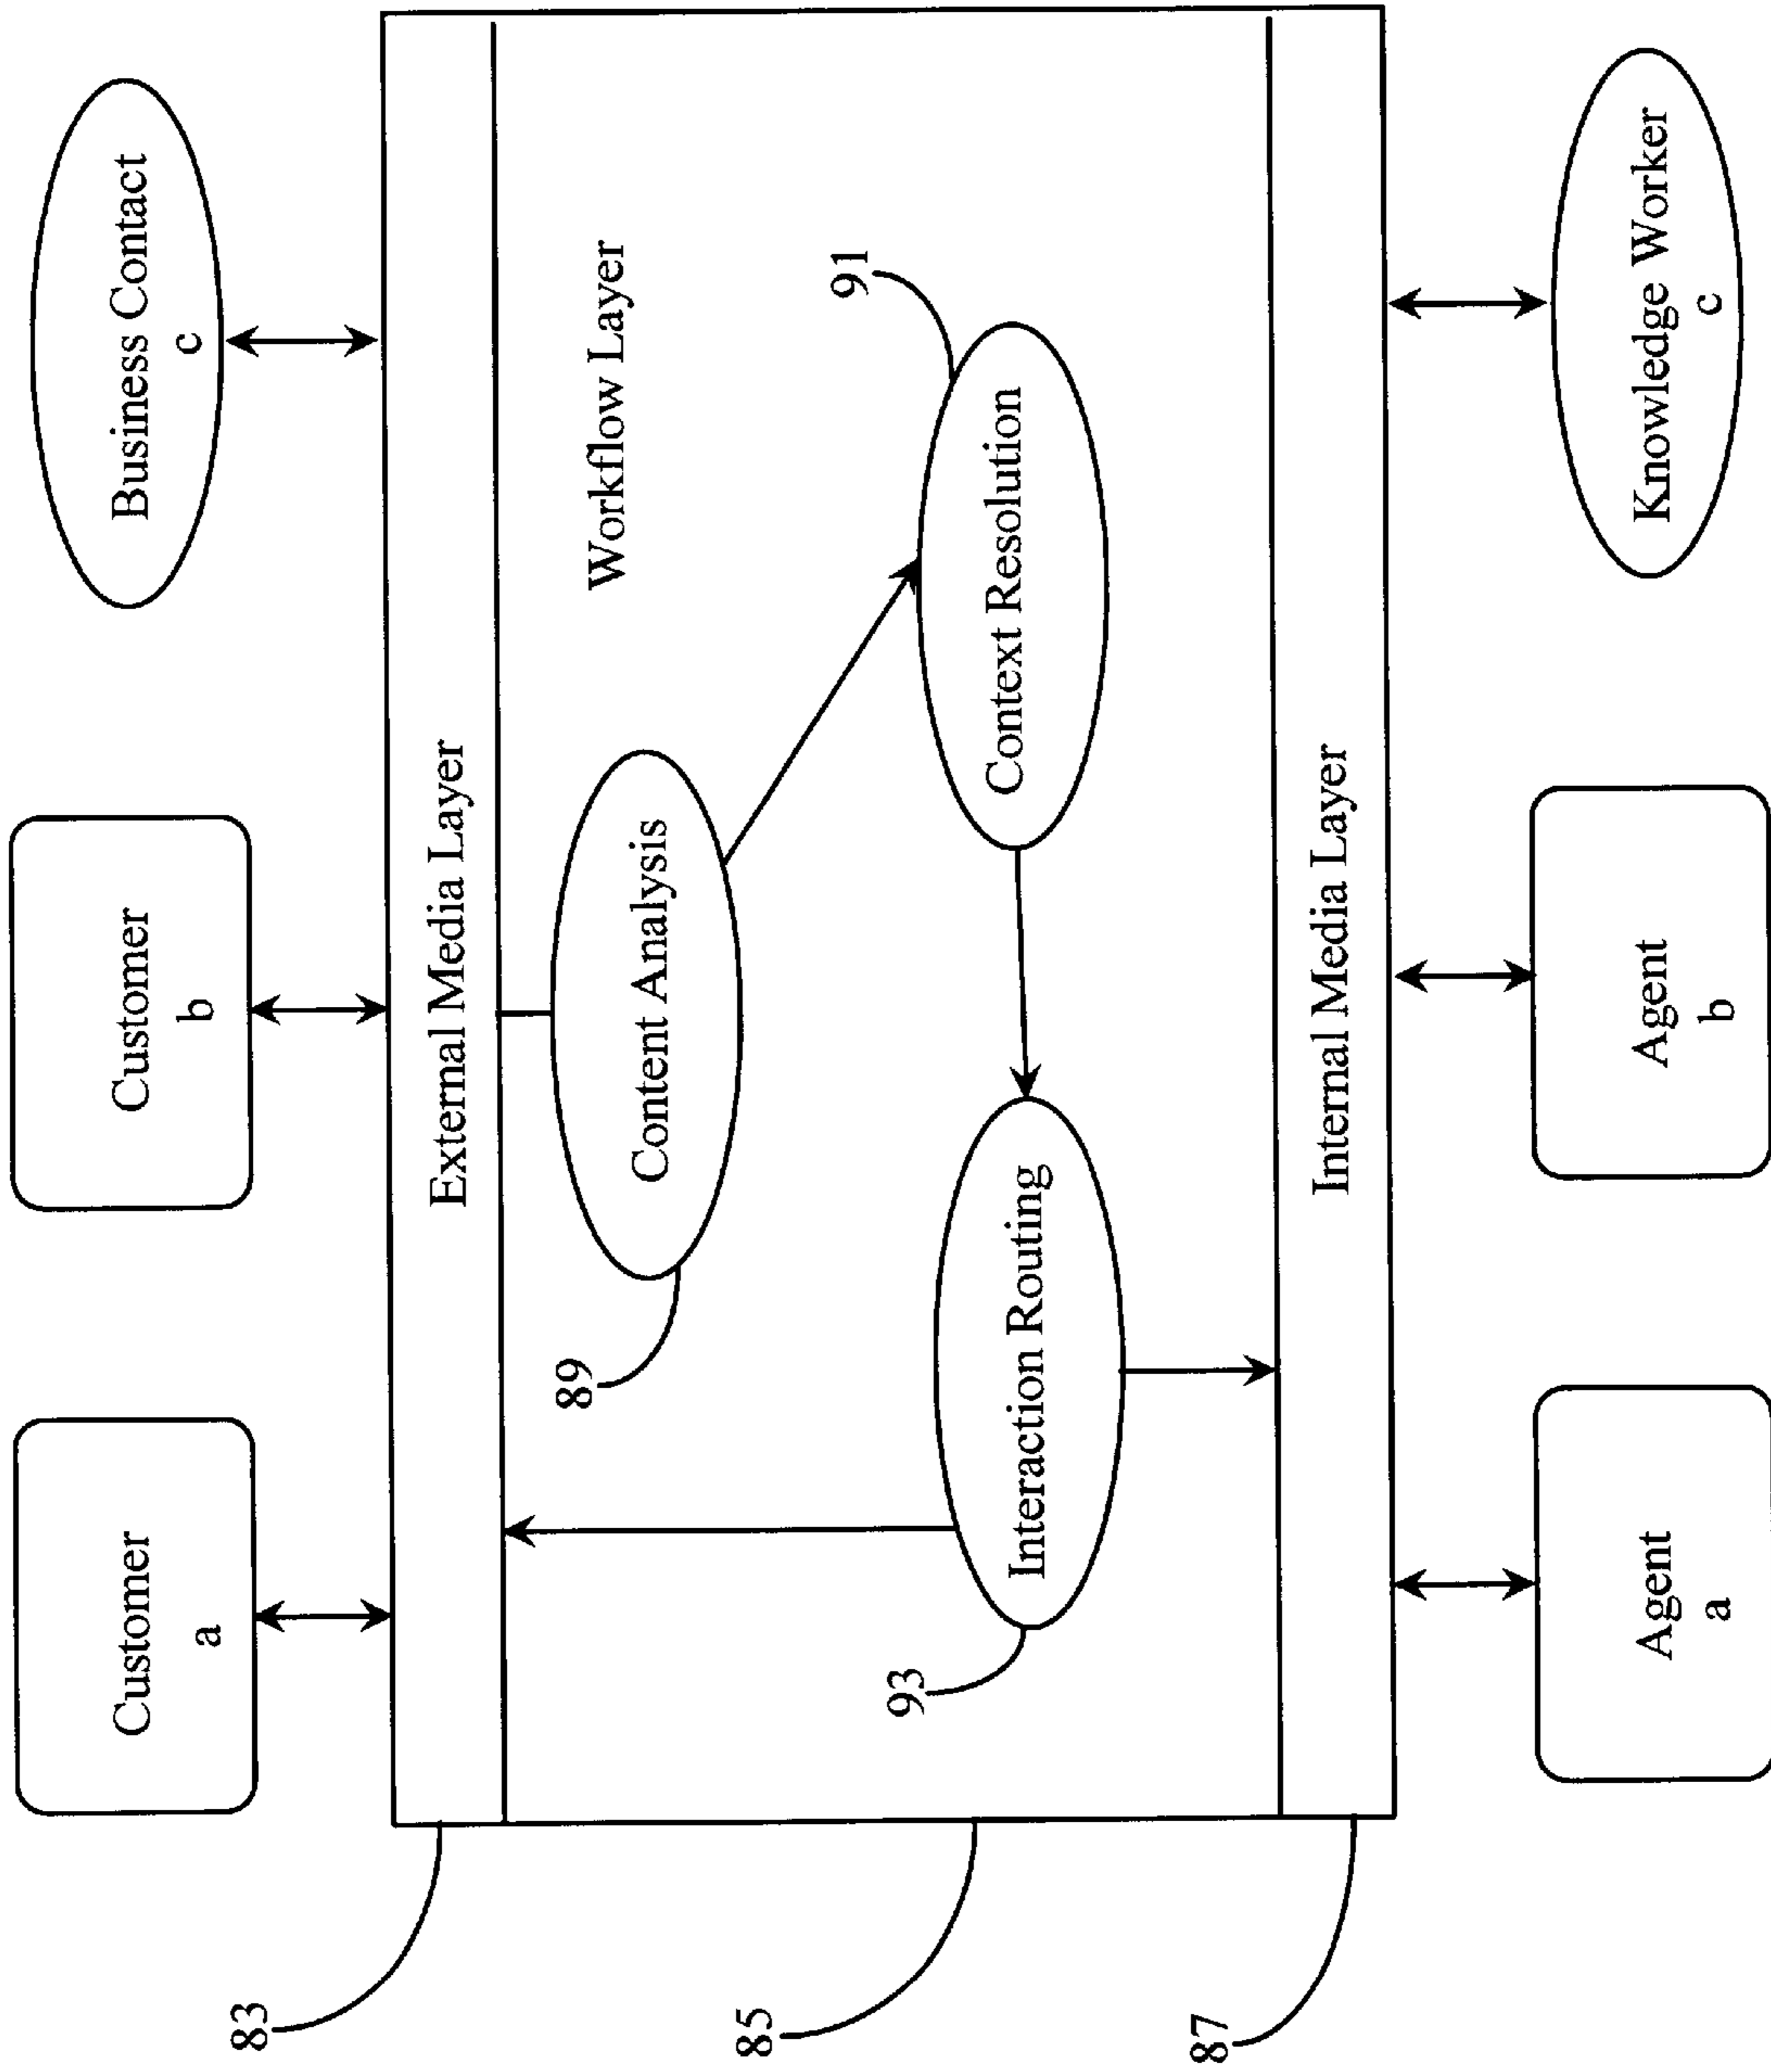 Customer
a
Customer
b
Business Contact
c
83
External Media Layer
85
Workflow Layer
89
Content Analysis
91
93
Interaction Routing
Context Resolution
87
Internal Media Layer
Agent
a
Agent
b
Knowledge Worker
c